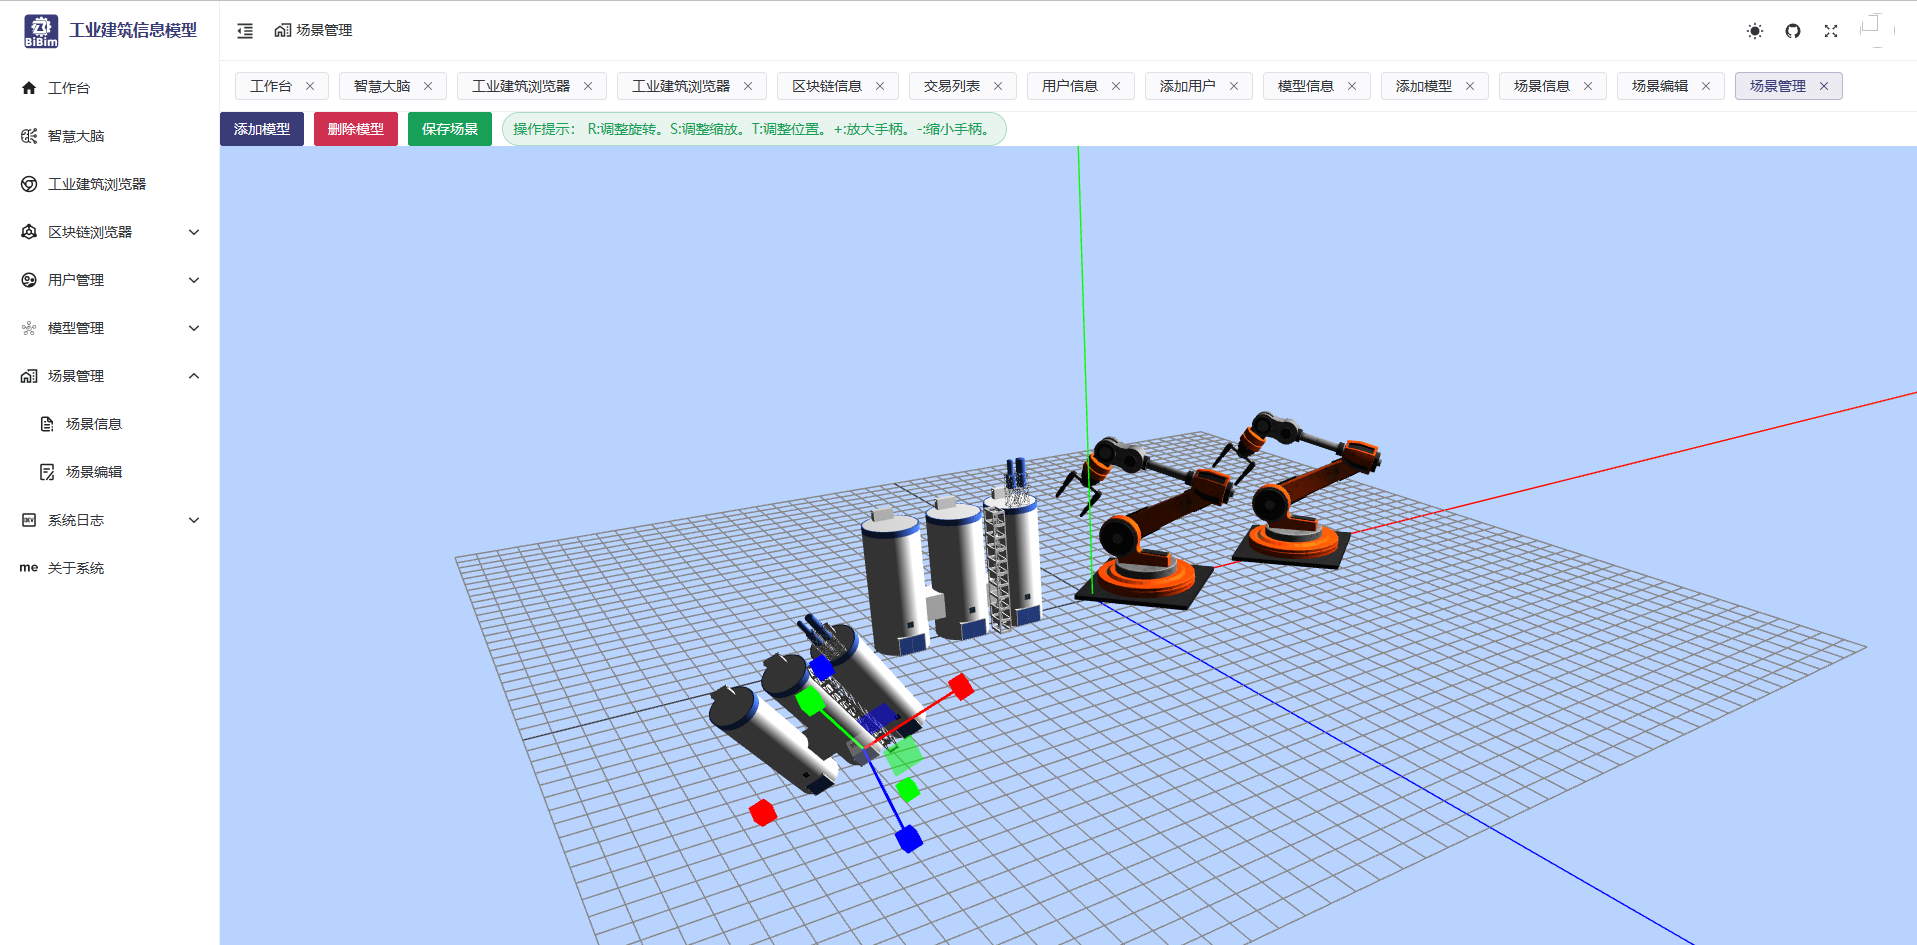 BiBim
工业建筑信息模型
场景管理
工作台
智慧大脑
工业建筑浏览器
区块链浏览器
用户管理
模型管理
场景管理
场景信息
场景编辑
系统日志
me 关于系统
工作台 智慧大脑 工业建筑浏览器 工业建筑浏览器 区块链信息 交易列表 用户信息 添加用户 模型信息 添加模型 场景信息 场景编辑 场景管理
添加模型 删除模型 保存场景 操作提示： R:调整旋转。S:调整缩放。T:调整位置。+:放大手柄。-:缩小手柄。